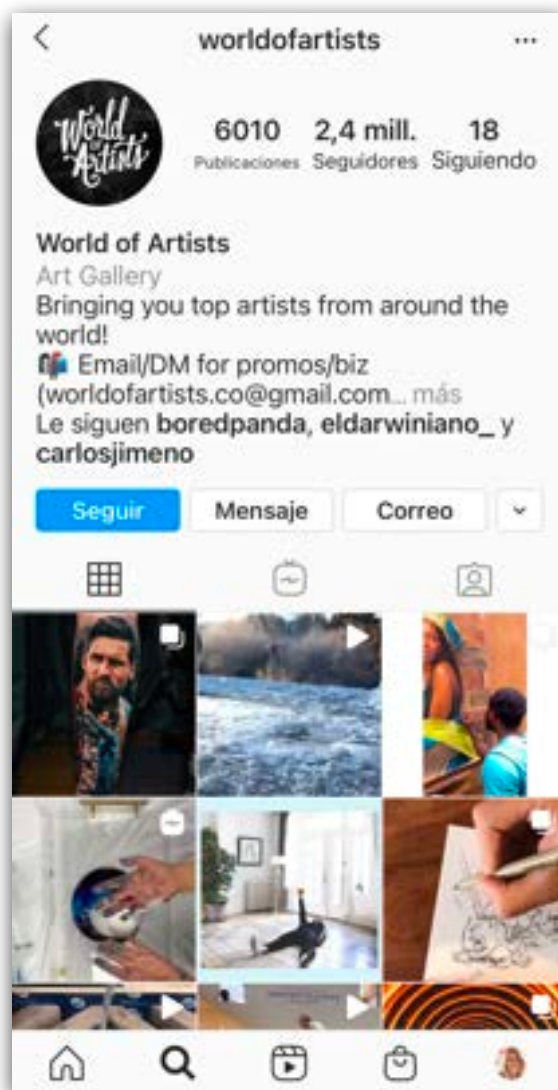 worldofartists
World of Artists
6010 2,4 mill. 18
Publicaciones Seguidores Siguiendo
World of Artists
Art Gallery
Bringing you top artists from around the
world!
📬 Email/DM for promos/biz
(worldofartists.co@gmail.com... más
Le siguen boredpanda, eldarwiniano_ y
carlosjimeno
Seguir Mensaje Correo